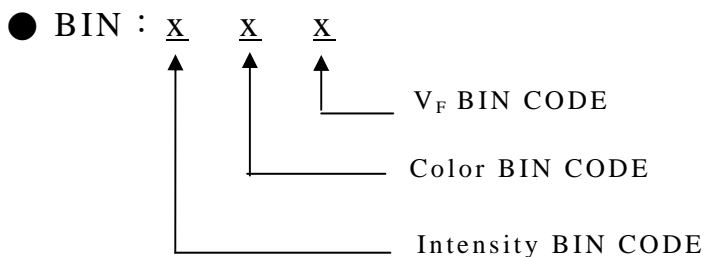 ● BIN：x x x
V_F BIN CODE
Color BIN CODE
Intensity BIN CODE